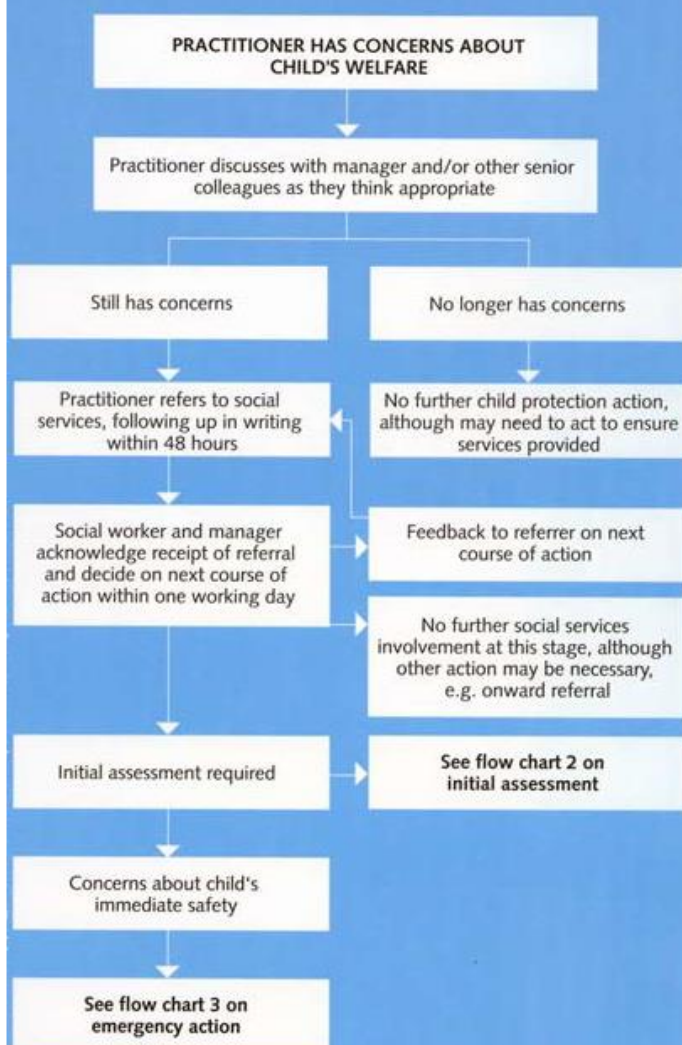 PRACTITIONER HAS CONCERNS ABOUT
CHILD'S WELFARE
Practitioner discusses with manager and/or other senior
colleagues as they think appropriate
Still has concerns
No longer has concerns
Practitioner refers to social
services, following up in writing
within 48 hours
No further child protection action,
although may need to act to ensure
services provided
Social worker and manager
acknowledge receipt of referral
and decide on next course of
action within one working day
Feedback to referrer on next
course of action
No further social services
involvement at this stage, although
other action may be necessary,
e.g. onward referral
Initial assessment required
See flow chart 2 on
initial assessment
Concerns about child's
immediate safety
See flow chart 3 on
emergency action